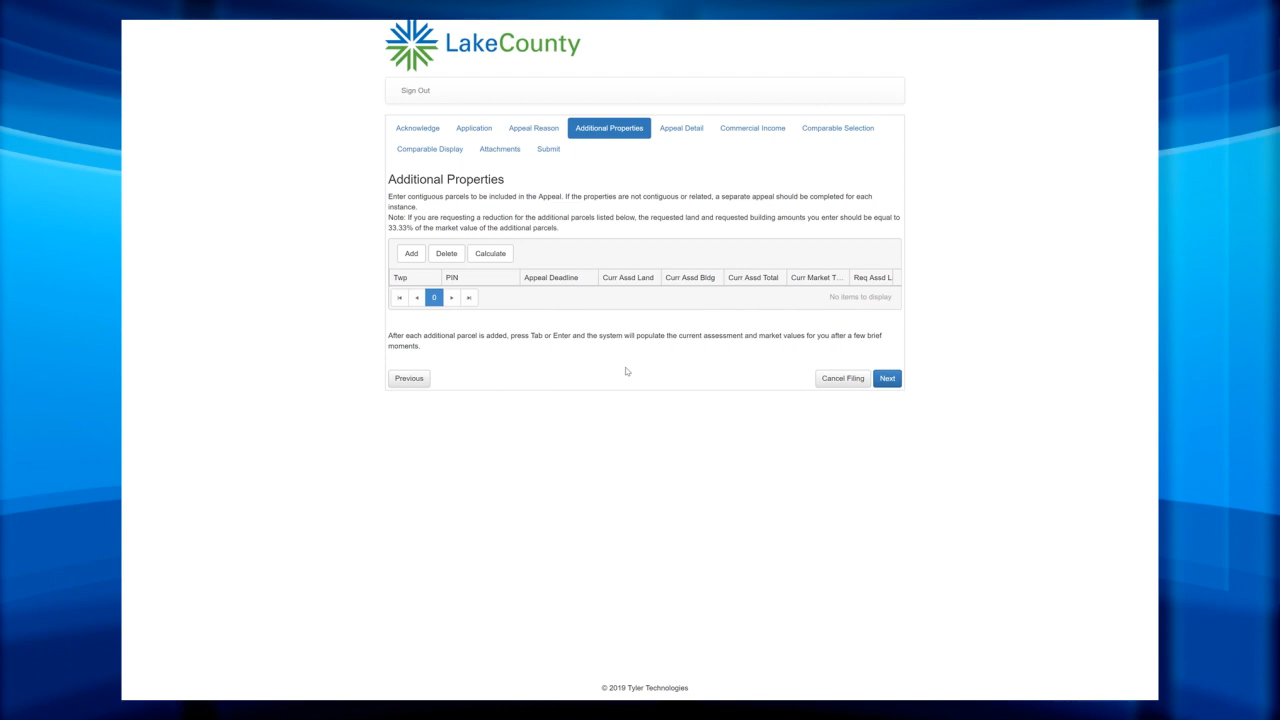 LakeCounty
Sign Out
Acknowledge Application Appeal Reason Additional Properties Appeal Detail Commercial Income Comparable Selection
Comparable Display Attachments Submit
Additional Properties
Enter contiguous parcels to be included in the Appeal. If the properties are not contiguous or related, a separate appeal should be completed for each
instance.
Note: If you are requesting a reduction for the additional parcels listed below, the requested land and requested building amounts you enter should be equal to
33.33% of the market value of the additional parcels.
Add Delete Calculate
Twp PIN Appeal Deadline Curr Assd Land Curr Assd Bldg Curr Assd Total Curr Market T... Req Assd L
0 No items to display
After each additional parcel is added, press Tab or Enter and the system will populate the current assessment and market values for you after a few brief
moments.
Previous Cancel Filing Next
© 2019 Tyler Technologies